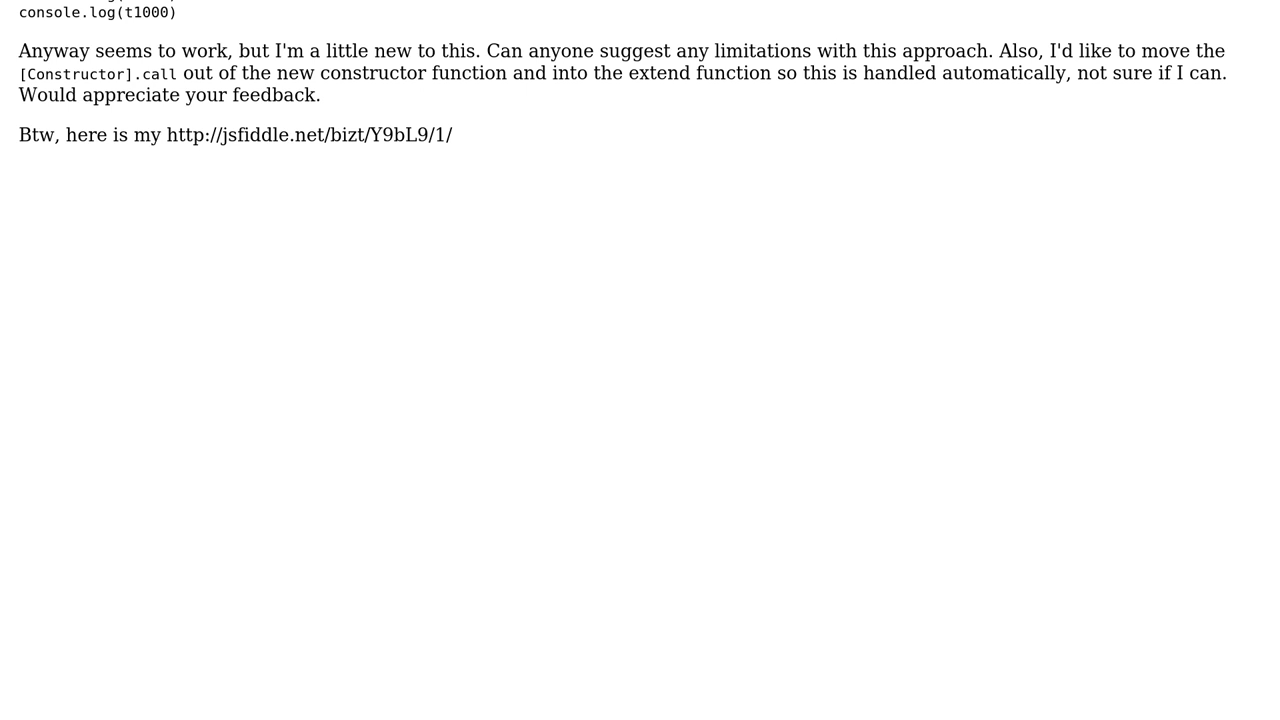 console.log(t1000)
Anyway seems to work, but I'm a little new to this. Can anyone suggest any limitations with this approach. Also, I'd like to move the
[Constructor].call out of the new constructor function and into the extend function so this is handled automatically, not sure if I can.
Would appreciate your feedback.
Btw, here is my http://jsfiddle.net/bizt/Y9bL9/1/